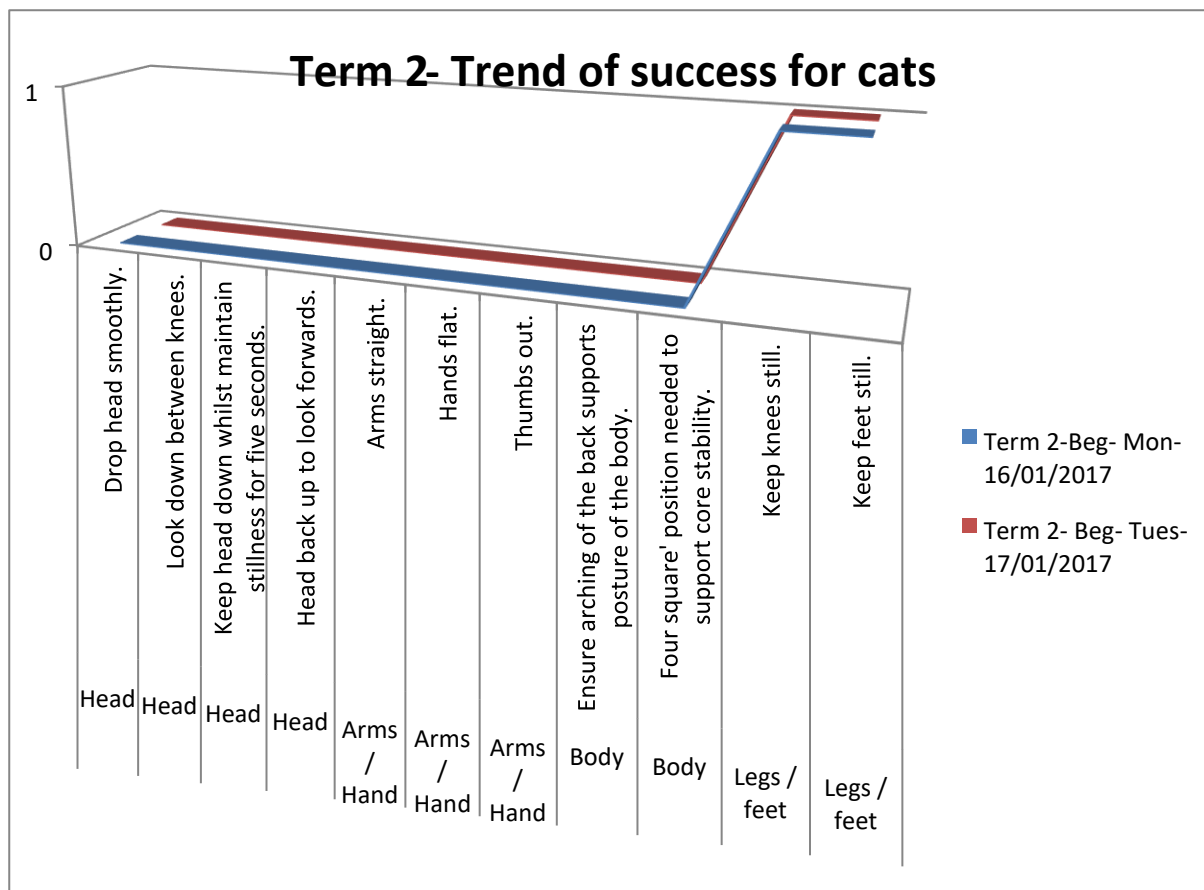 Term 2- Trend of success for cats
1
0
Drop head smoothly.
Look down between knees.
Keep head down whilst maintain
stillness for five seconds.
Head back up to look forwards.
Arms straight.
Hands flat.
Thumbs out.
Ensure arching of the back supports
posture of the body.
Four square' position needed to
support core stability.
Keep knees still.
Keep feet still.
Head
Head
Head
Head
Arms
/
Hand
Arms
/
Hand
Arms
/
Hand
Body
Body
Legs /
feet
Legs /
feet
Term 2-Beg- Mon-
16/01/2017
Term 2- Beg- Tues-
17/01/2017